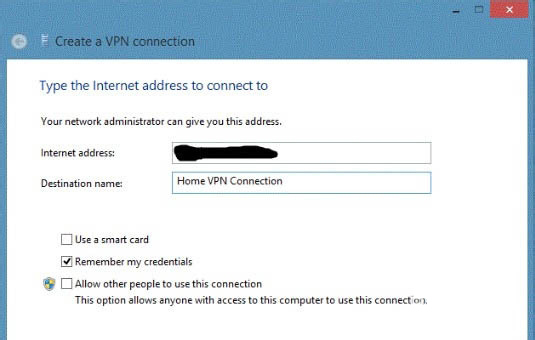 Create a VPN connection
Type the Internet address to connect to
Your network administrator can give you this address.
Internet address:
Destination name: Home VPN Connection
Use a smart card
Remember my credentials
Allow other people to use this connection
This option allows anyone with access to this computer to use this connection.